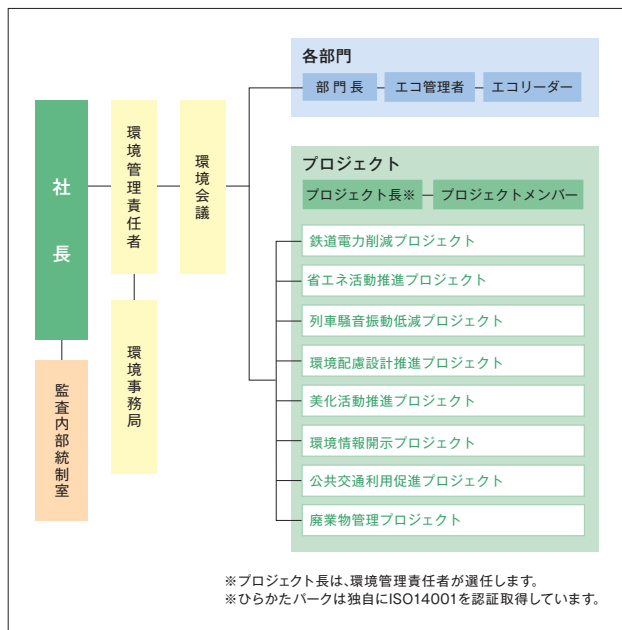 社長
監査内部統制室
環境管理責任者
環境事務局
環境会議
各部門
部門長
エコ管理者
エコリーダー
プロジェクト
プロジェクト長※
プロジェクトメンバー
鉄道電力削減プロジェクト
省エネ活動推進プロジェクト
列車騒音振動低減プロジェクト
環境配慮設計推進プロジェクト
美化活動推進プロジェクト
環境情報開示プロジェクト
公共交通利用促進プロジェクト
廃業物管理プロジェクト
※プロジェクト長は、環境管理責任者が選任します。
※ひらかたパークは独自にISO14001を認証取得しています。